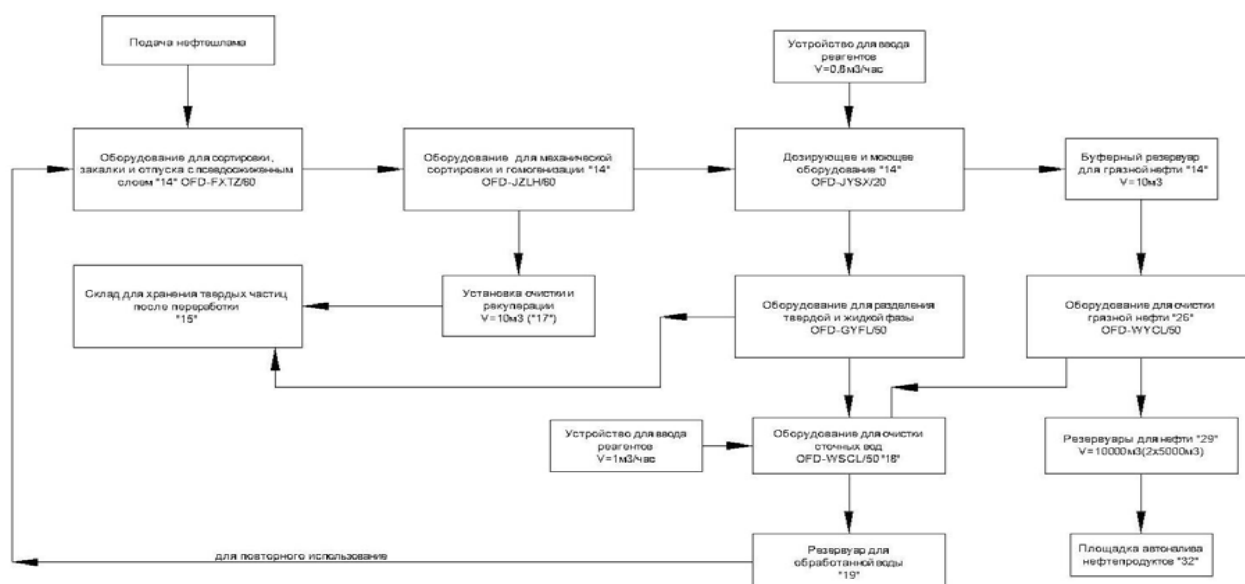 Подача нефтешлама
Устройство для ввода
реагентов
V=0,8м3/час
Оборудование для сортировки,
закалки и отпуска с псевдоожиженным
слоем "14" OFD-FXTZ/60
Оборудование для механической
сортировки и гомогенизации "14"
OFD-JZLH/60
Дозирующее и моющее
оборудование "14"
OFD-JYSX/20
Буферный резервуар
для грязной нефти "14"
V=10м3
Склад для хранения твердых частиц
после переработки
"15"
Установка очистки и
рекуперации
V=10м3 ("17")
Оборудование для разделения
твердой и жидкой фазы
OFD-GYFL/50
Оборудование для очистки
грязной нефти "26"
OFD-WYCL/50
Устройство для ввода
реагентов
V=1м3/час
Оборудование для очистки
сточных вод
OFD-WSCL/50 "18"
Резервуары для нефти "29"
V=10000м3(2х5000м3)
для повторного использование
Резервуар для
обработанной воды
"19"
Площадка автоналива
нефтепродуктов "32"